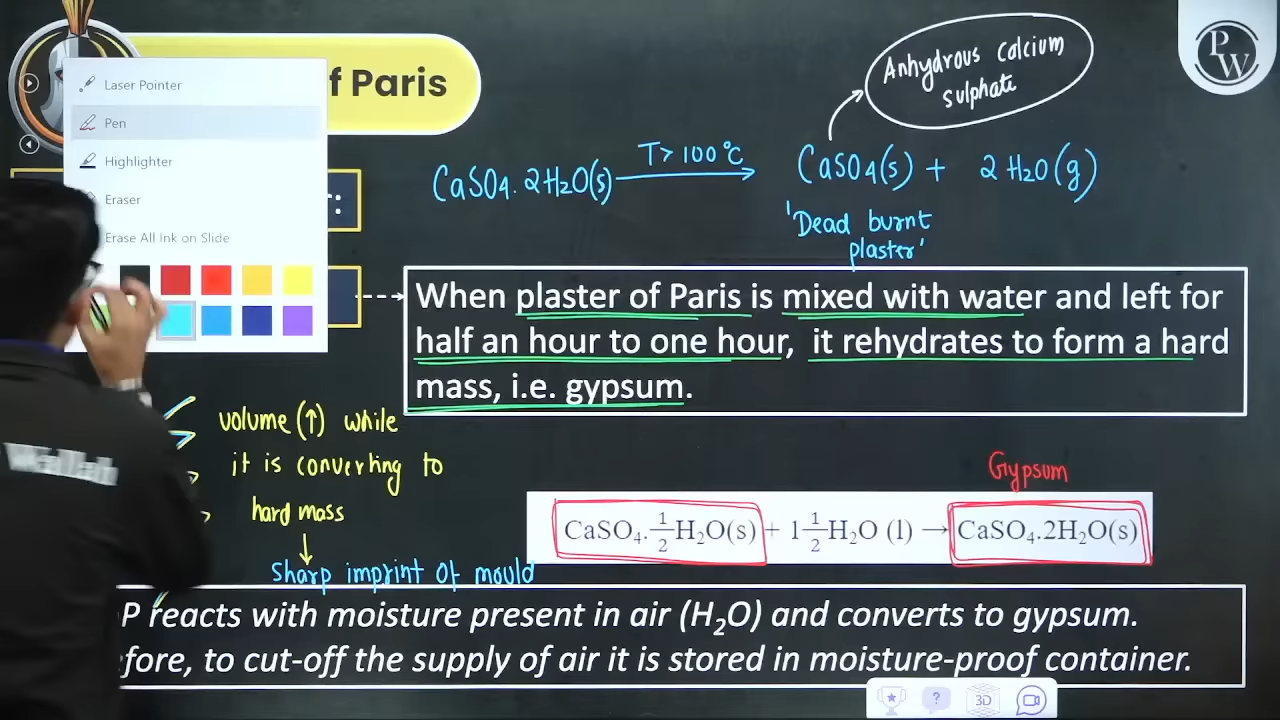 Laser Pointer
Pen
Highlighter
Eraser
Erase All Ink on Slide
f Paris
Anhydrous calcium
sulphate
PW
CaSO4.2H2O(s) T> 100°C CaSO4(s) + 2H2O(g)
'Dead burnt
plaster'
When plaster of Paris is mixed with water and left for
half an hour to one hour, it rehydrates to form a hard
mass, i.e. gypsum.
volume (↑) while
it is converting to
hard mass
↓
Sharp imprint of mould
Gypsum
CaSO₄.½H₂O(s) + 1½H₂O (l) → CaSO₄.2H₂O(s)
P reacts with moisture present in air (H₂O) and converts to gypsum.
fore, to cut-off the supply of air it is stored in moisture-proof container.
Wallah
?
3D